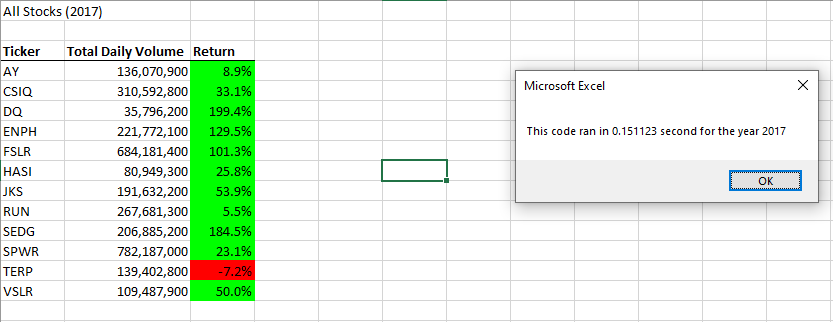 All Stocks (2017)
Ticker Total Daily Volume Return
AY 136,070,900 8.9%
CSIQ 310,592,800 33.1%
DQ 35,796,200 199.4%
ENPH 221,772,100 129.5%
FSLR 684,181,400 101.3%
HASI 80,949,300 25.8%
JKS 191,632,200 53.9%
RUN 267,681,300 5.5%
SEDG 206,885,200 184.5%
SPWR 782,187,000 23.1%
TERP 139,402,800 -7.2%
VSLR 109,487,900 50.0%
Microsoft Excel
This code ran in 0.151123 second for the year 2017
OK